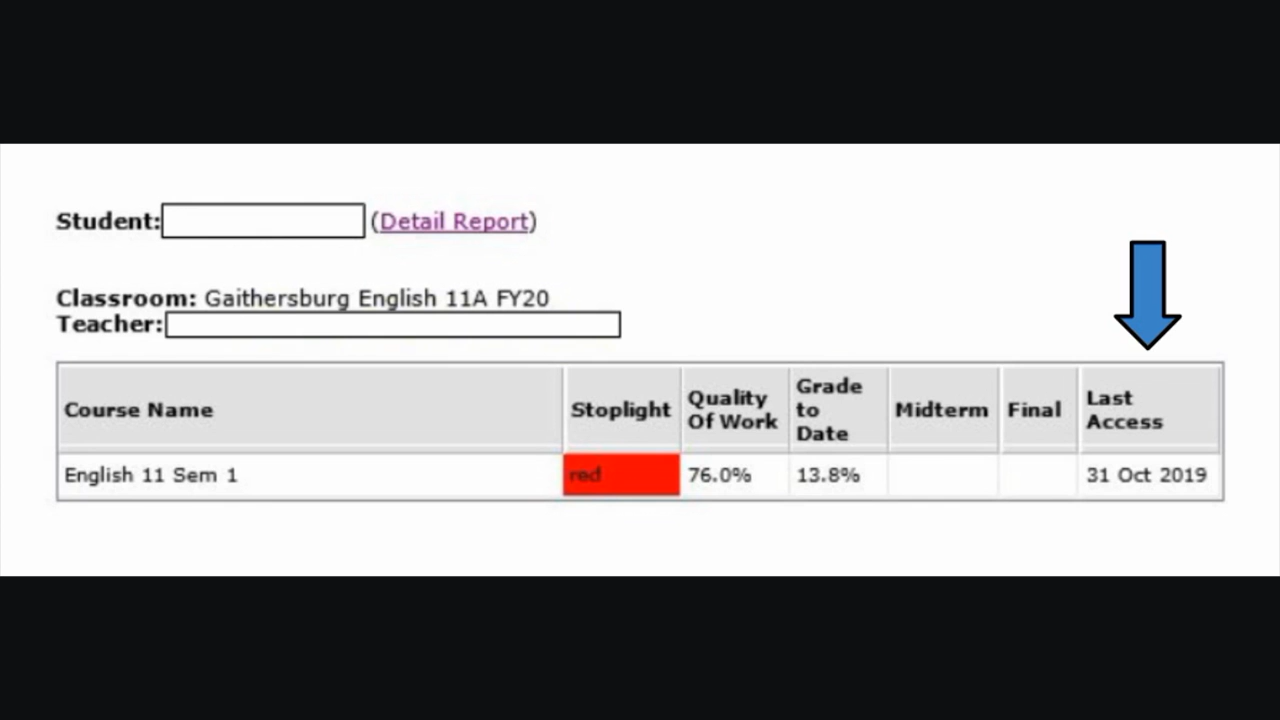 Student: (Detail Report)
Classroom: Gaithersburg English 11A FY20
Teacher:
Course Name Stoplight Quality Of Work Grade to Date Midterm Final Last Access
English 11 Sem 1 red 76.0% 13.8% 31 Oct 2019